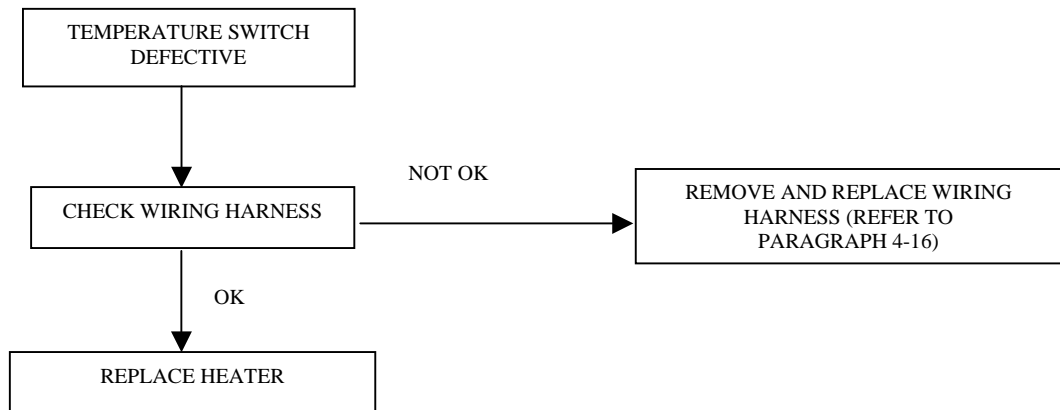 TEMPERATURE SWITCH
DEFECTIVE
NOT OK
CHECK WIRING HARNESS
REMOVE AND REPLACE WIRING
HARNESS (REFER TO
PARAGRAPH 4-16)
OK
REPLACE HEATER